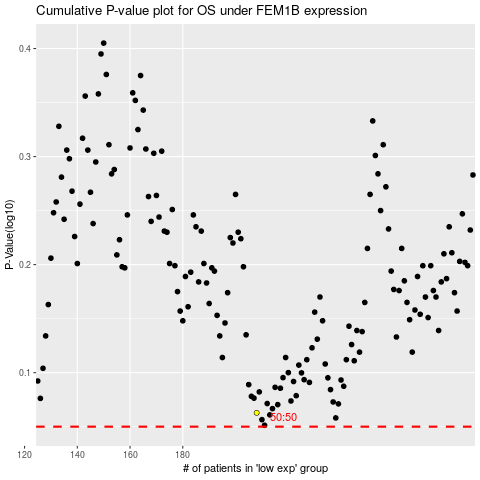 Cumulative P-value plot for OS under FEM1B expression
P-Value(log10)
0.4
0.3
0.2
0.1
50:50
120 140 160 180
# of patients in 'low exp' group